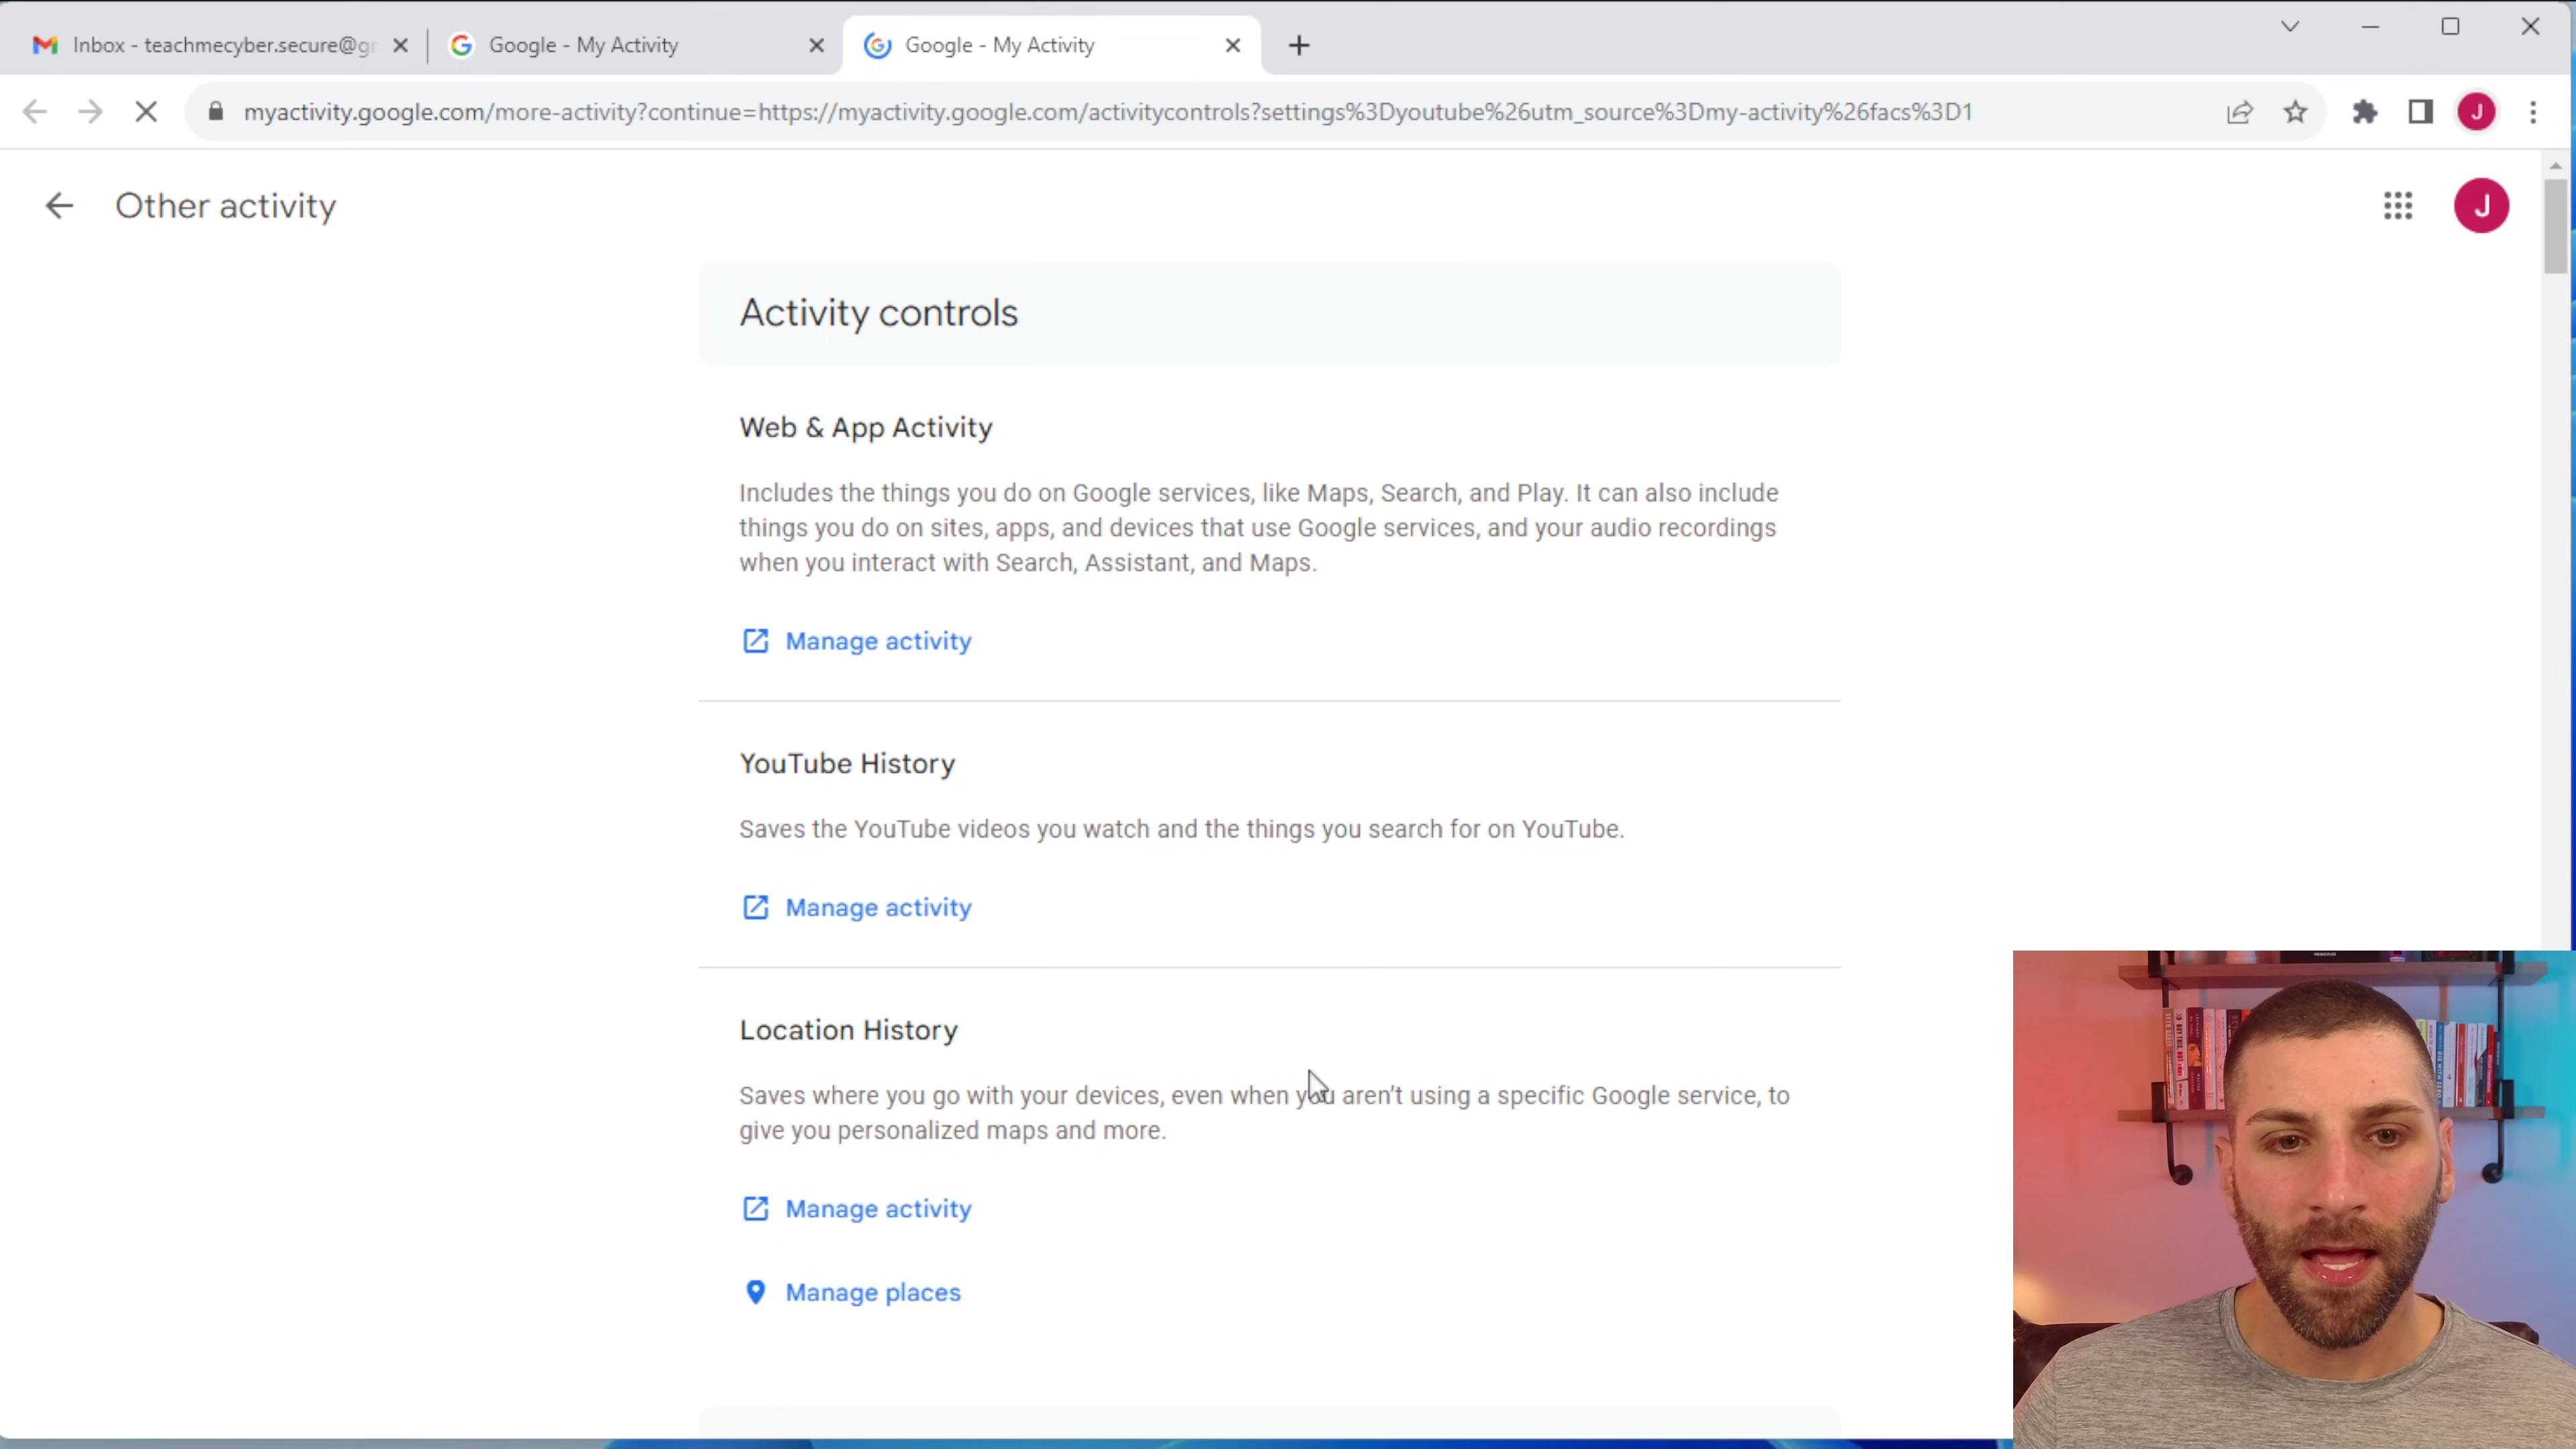 Inbox - teachmecyber.secure@gr
Google - My Activity
Google - My Activity
myactivity.google.com/more-activity?continue=https://myactivity.google.com/activitycontrols?settings%3Dyoutube%26utm_source%3Dmy-activity%26facs%3D1
J
Other activity
J
Activity controls
Web & App Activity
Includes the things you do on Google services, like Maps, Search, and Play. It can also include
things you do on sites, apps, and devices that use Google services, and your audio recordings
when you interact with Search, Assistant, and Maps.
Manage activity
YouTube History
Saves the YouTube videos you watch and the things you search for on YouTube.
Manage activity
Location History
Saves where you go with your devices, even when you aren't using a specific Google service, to
give you personalized maps and more.
Manage activity
Manage places